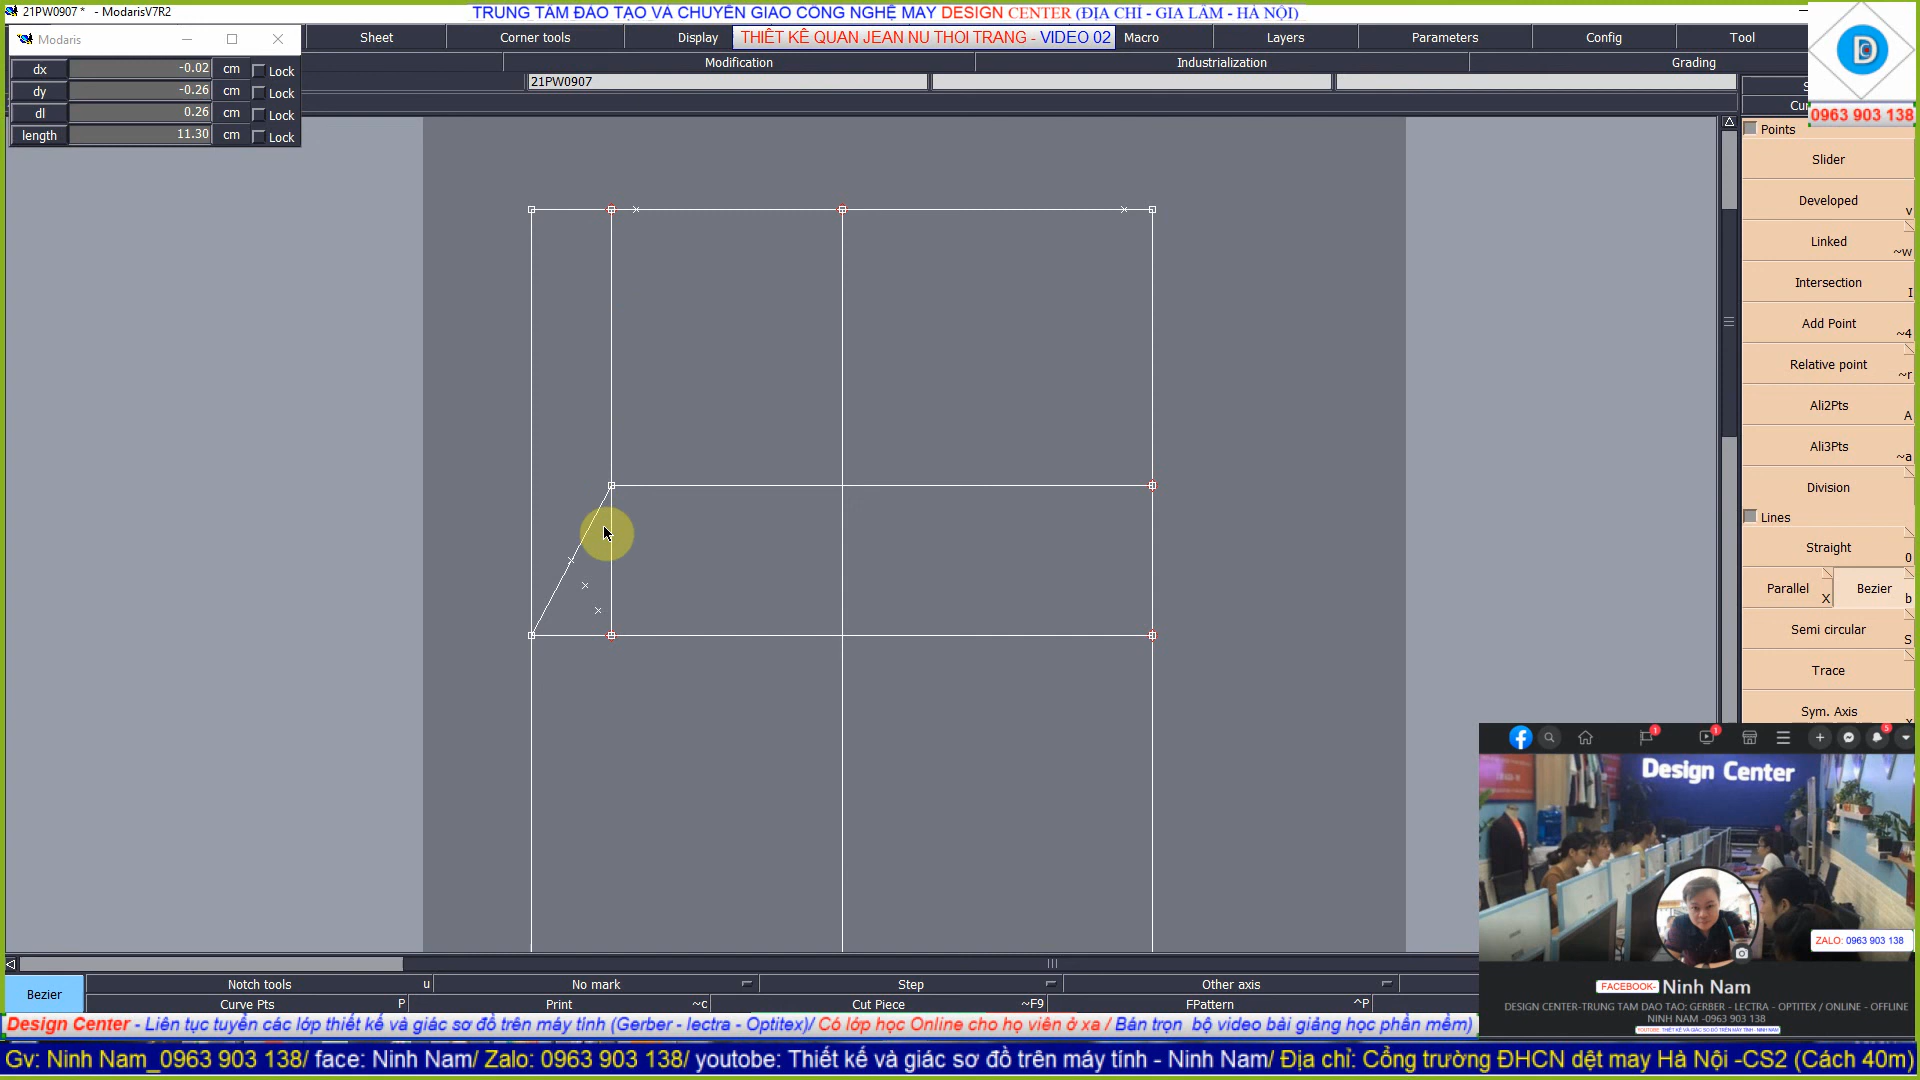 21PW0907 * - ModarisV7R2
TRUNG TÂM ĐÀO TẠO VÀ CHUYỂN GIAO CÔNG NGHỆ MAY DESIGN CENTER (ĐỊA CHỈ - GIA LÂM - HÀ NỘI)
Modaris
Sheet
Corner tools
Display
THIẾT KẾ QUẦN JEAN NỮ THỜI TRANG - VIDEO 02
Macro
Layers
Parameters
Config
Tool
Modification
Industrialization
Grading
dx -0.02 cm Lock
dy -0.26 cm Lock
dl 0.26 cm Lock
length 11.30 cm Lock
21PW0907
D
0963 903 138
Points
Slider
Developed v
Linked ~w
Intersection I
Add Point ~4
Relative point ~r
Ali2Pts A
Ali3Pts ~a
Division
Lines
Straight 0
Parallel X
Bezier b
Semi circular S
Trace
Sym. Axis
Design Center
ZALO: 0963 903 138
FACEBOOK- Ninh Nam
DESIGN CENTER-TRUNG TAM DAO TAO: GERBER - LECTRA - OPTITEX / ONLINE - OFFLINE
NINH NAM -0963 903 138
Bezier
Notch tools u
No mark
Step
Other axis
Curve Pts P
Print ~c
Cut Piece ~F9
FPattern ^P
Design Center - Liên tục tuyển các lớp thiết kế và giác sơ đồ trên máy tính (Gerber - lectra - Optitex)/ Có lớp học Online cho họ viên ở xa / Bán trọn bộ video bài giảng học phần mềm)
Gv: Ninh Nam_0963 903 138/ face: Ninh Nam/ Zalo: 0963 903 138/ youtobe: Thiết kế và giác sơ đồ trên máy tính - Ninh Nam/ Địa chỉ: Cổng trường ĐHCN dệt may Hà Nội -CS2 (Cách 40m)